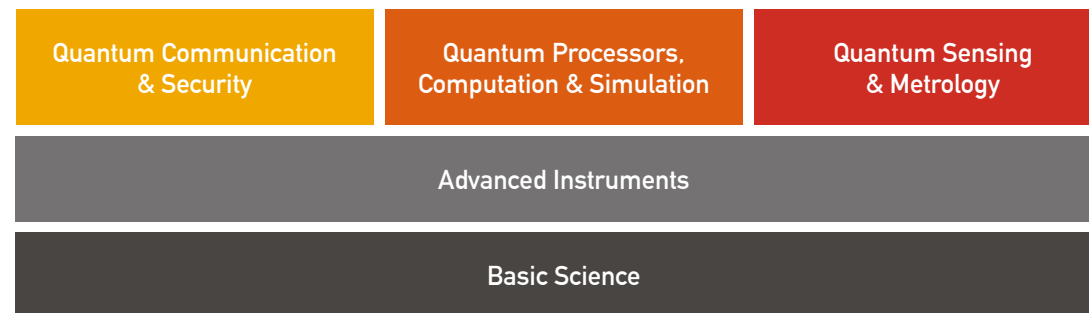 Quantum Communication
& Security
Quantum Processors,
Computation & Simulation
Quantum Sensing
& Metrology
Advanced Instruments
Basic Science